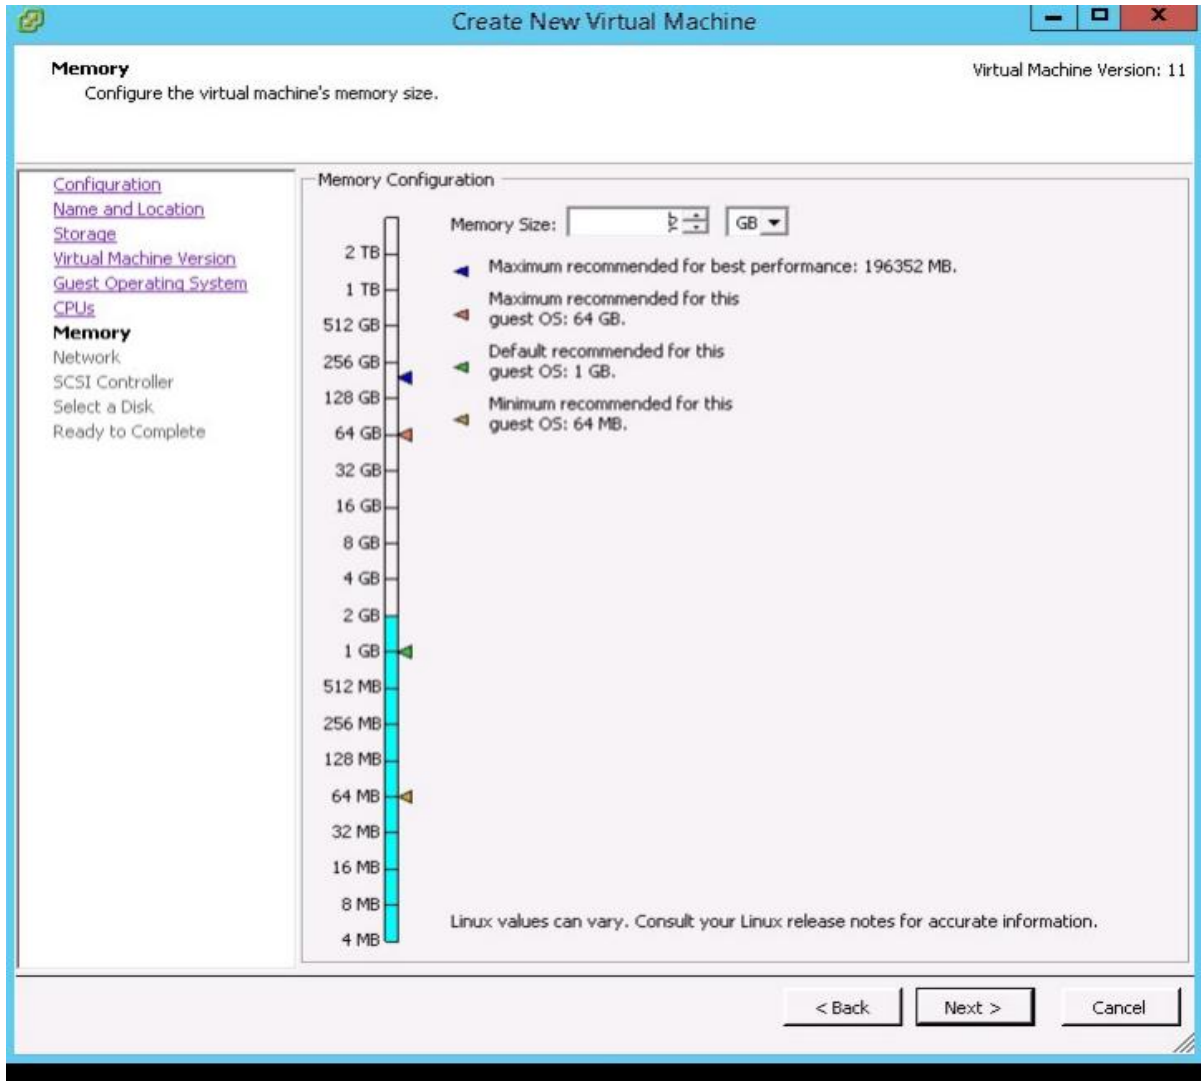 Create New Virtual Machine
Memory
Virtual Machine Version: 11
Configure the virtual machine's memory size.
Configuration
Name and Location
Storage
Virtual Machine Version
Guest Operating System
CPUs
Memory
Network
SCSI Controller
Select a Disk
Ready to Complete
Memory Configuration
Memory Size:
GB
2 TB
1 TB
512 GB
256 GB
128 GB
64 GB
32 GB
16 GB
8 GB
4 GB
2 GB
1 GB
512 MB
256 MB
128 MB
64 MB
32 MB
16 MB
8 MB
4 MB
Maximum recommended for best performance: 196352 MB.
Maximum recommended for this
guest OS: 64 GB.
Default recommended for this
guest OS: 1 GB.
Minimum recommended for this
guest OS: 64 MB.
Linux values can vary. Consult your Linux release notes for accurate information.
< Back
Next >
Cancel